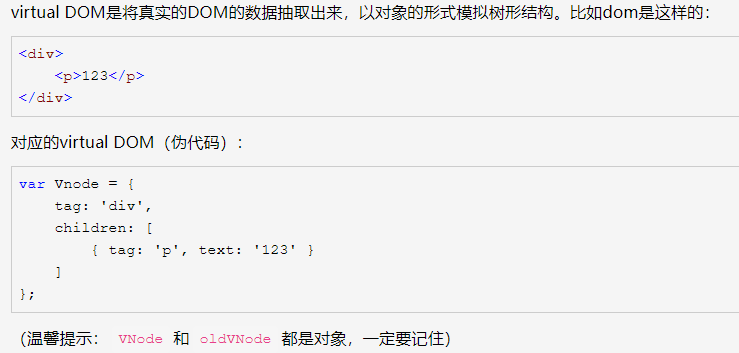 virtual DOM是将真实的DOM的数据抽取出来，以对象的形式模拟树形结构。比如dom是这样的：
<div>
    <p>123</p>
</div>
对应的virtual DOM（伪代码）：
var Vnode = {
    tag: 'div',
    children: [
        { tag: 'p', text: '123' }
    ]
};
（温馨提示： VNode 和 oldVNode 都是对象，一定要记住）